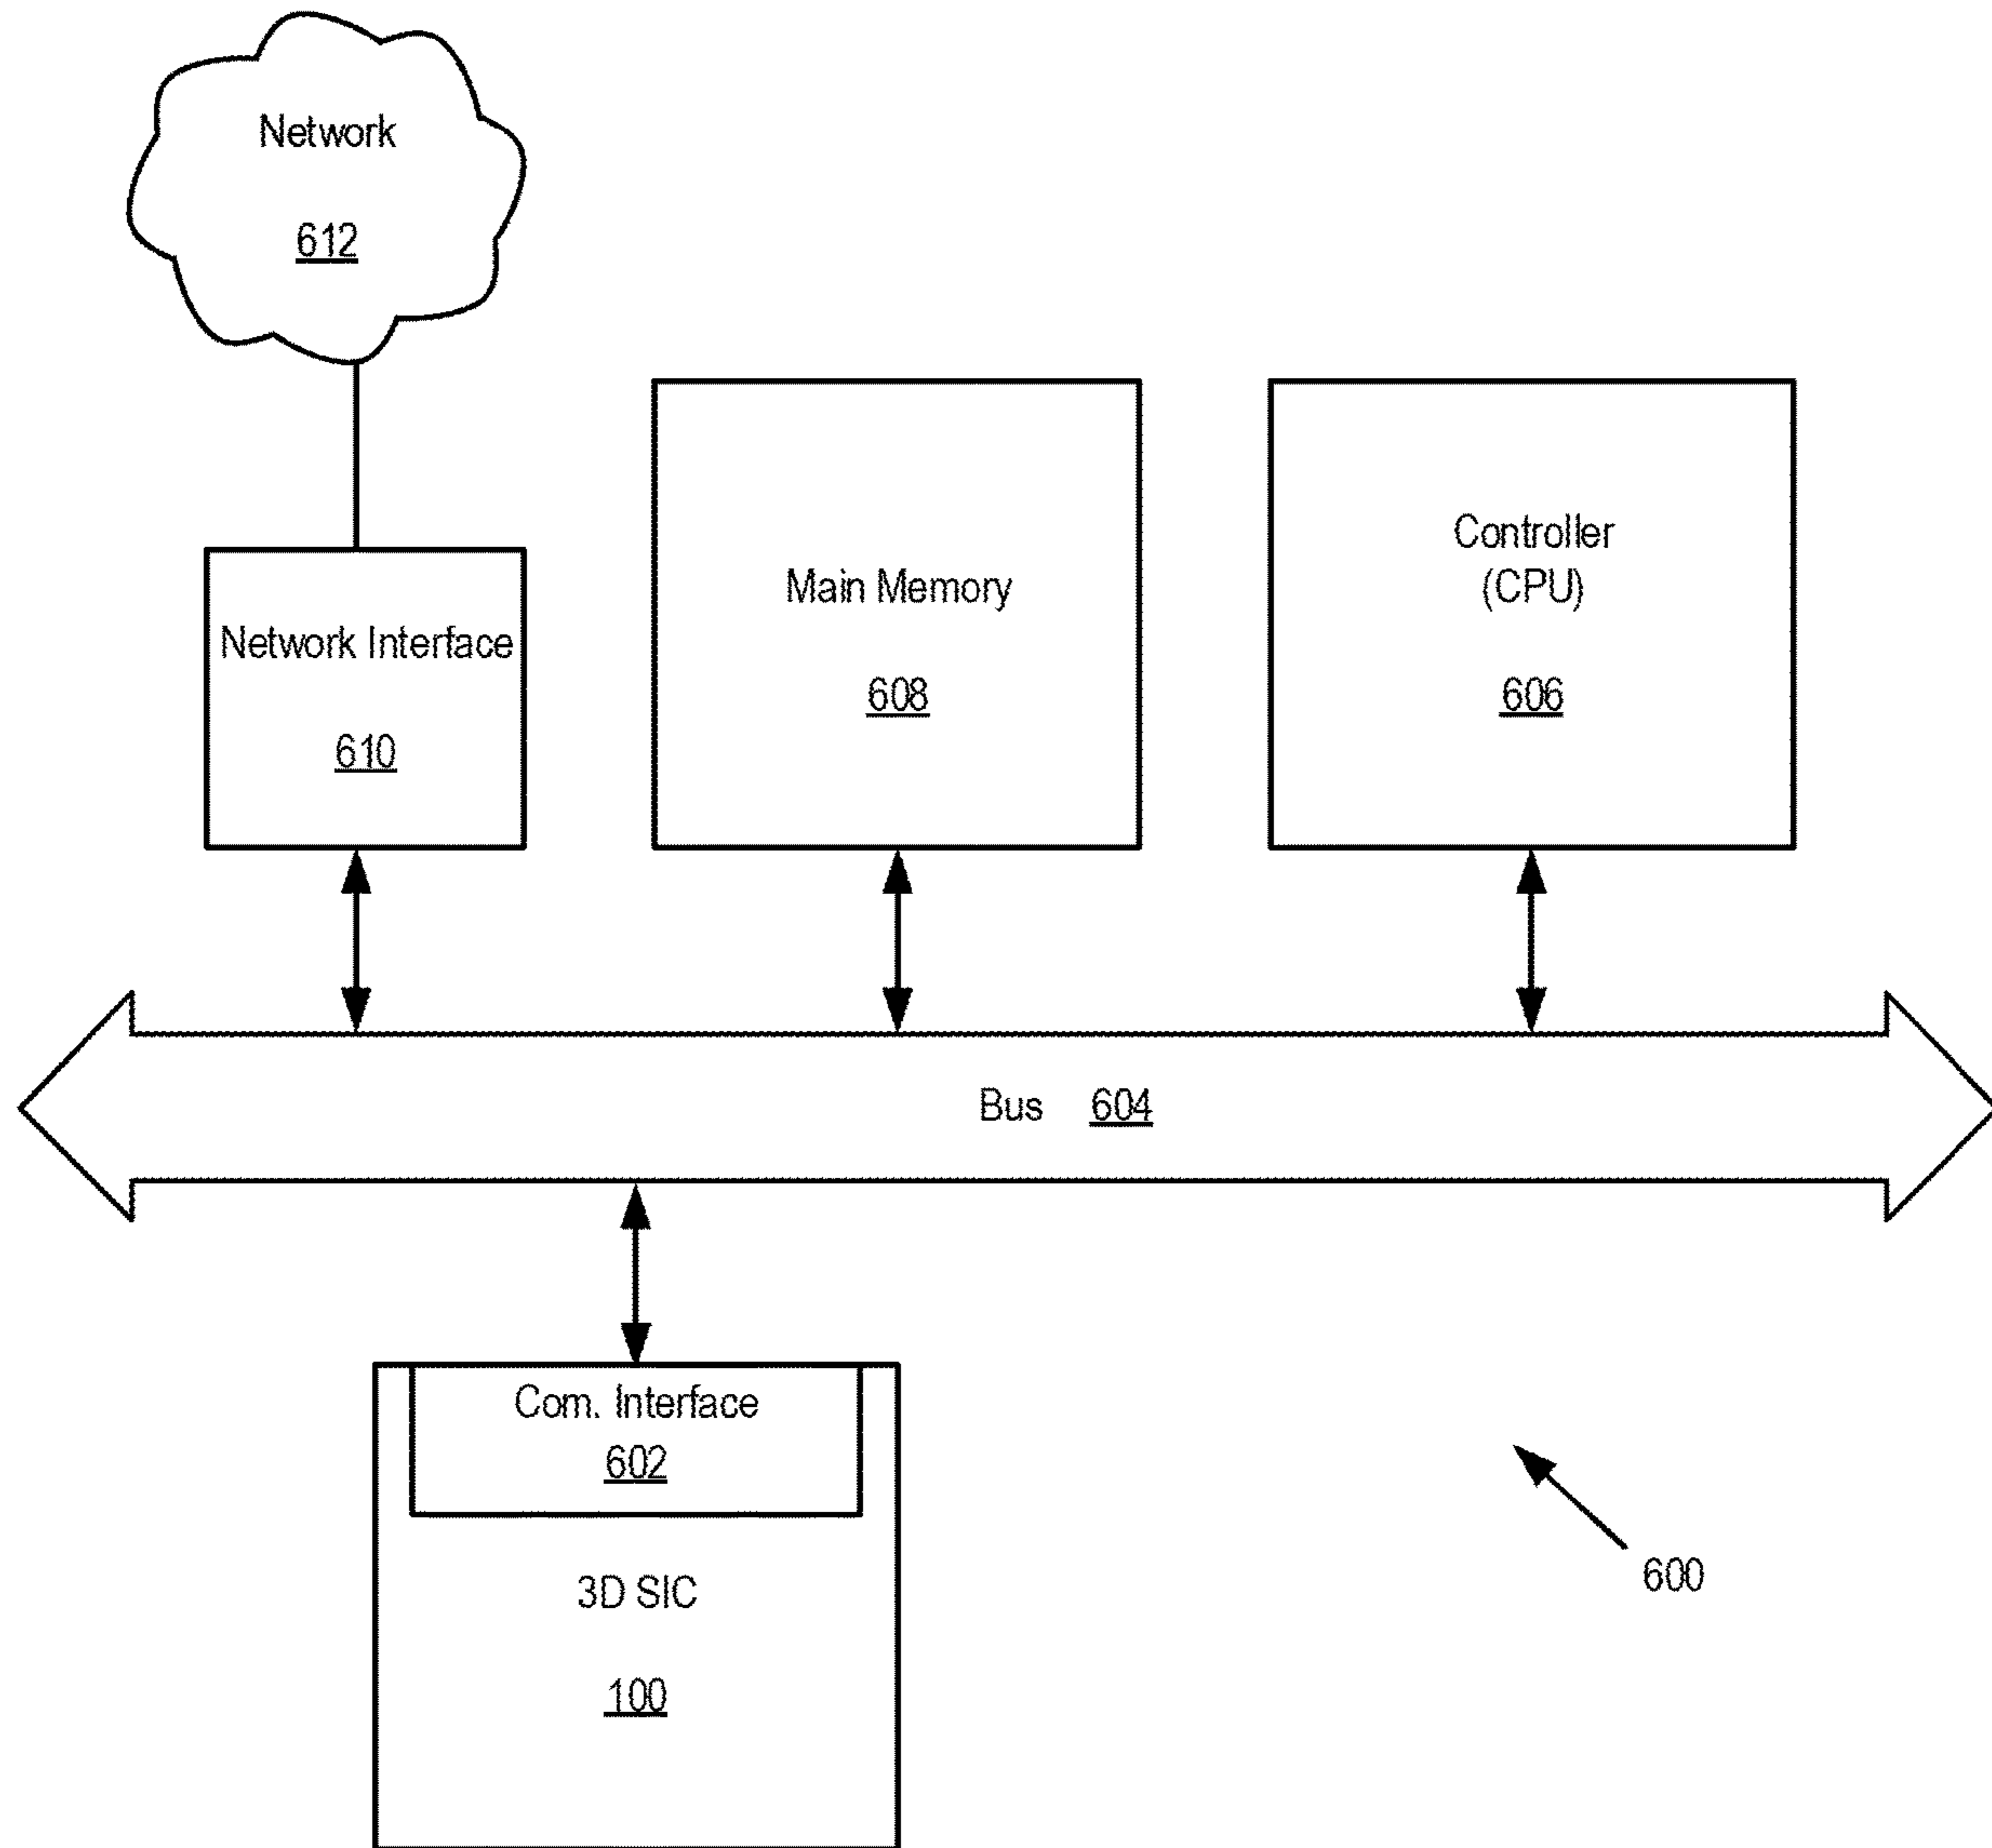 Network
612
Network Interface
610
Main Memory
608
Controller
(CPU)
606
Bus 604
Com. Interface
602
3D SIC
100
600